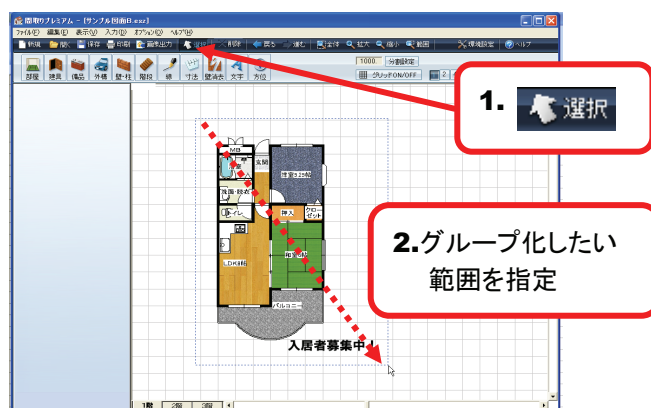 間取りプレミアム - [サンプル図面B.esz]
ファイル(F) 編集(E) 表示(V) 入力(D) オプション(O) ヘルプ(H)
新規 開く 保存 印刷 画像出力 選択 削除 戻る 進む 全体 拡大 縮小 範囲 環境設定 ヘルプ
部屋 建具 備品 外構 壁・柱 階段 線 寸法 壁消去 文字 方位
1000. 分割設定
グリッドON/OFF 2
1. 選択
MB
玄関
洋室5.25帖
洗面・脱衣
トイレ
押入
クローゼット
2.グループ化したい
範囲を指定
LDK8帖
バルコニー
入居者募集中!
1階 2階 3階